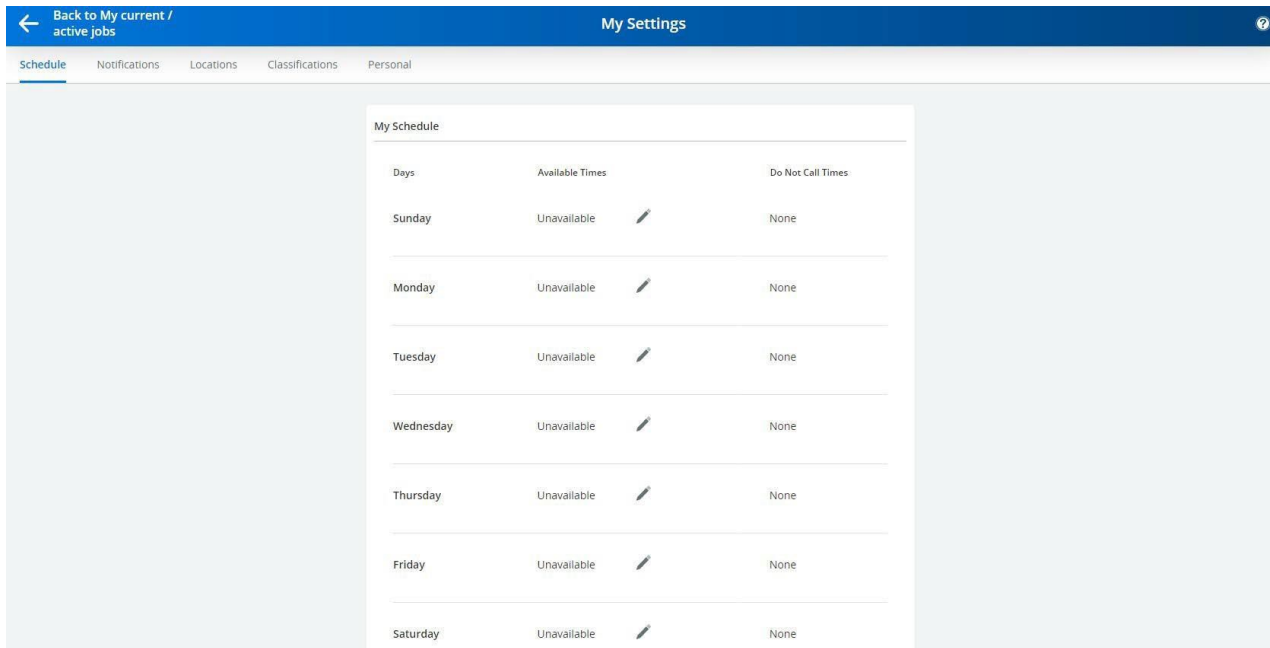 Back to My current /
active jobs
My Settings
?
Schedule Notifications Locations Classifications Personal
My Schedule
Days Available Times Do Not Call Times
Sunday Unavailable None
Monday Unavailable None
Tuesday Unavailable None
Wednesday Unavailable None
Thursday Unavailable None
Friday Unavailable None
Saturday Unavailable None